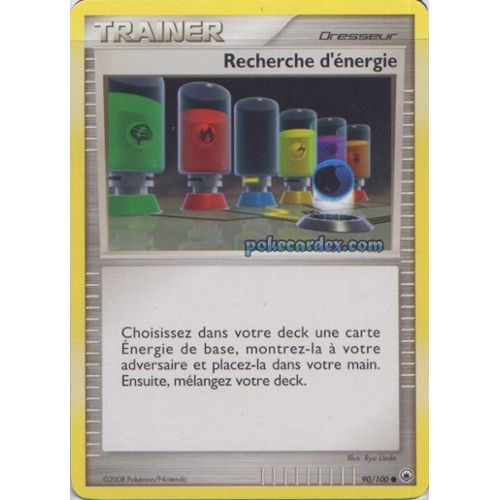 TRAINER
Dresseur
Recherche d'énergie
pokecardex.com
Choisissez dans votre deck une carte
Énergie de base, montrez-la à votre
adversaire et placez-la dans votre main.
Ensuite, mélangez votre deck.
Illus. Ryo Ueda
©2008 Pokémon/Nintendo
90/100